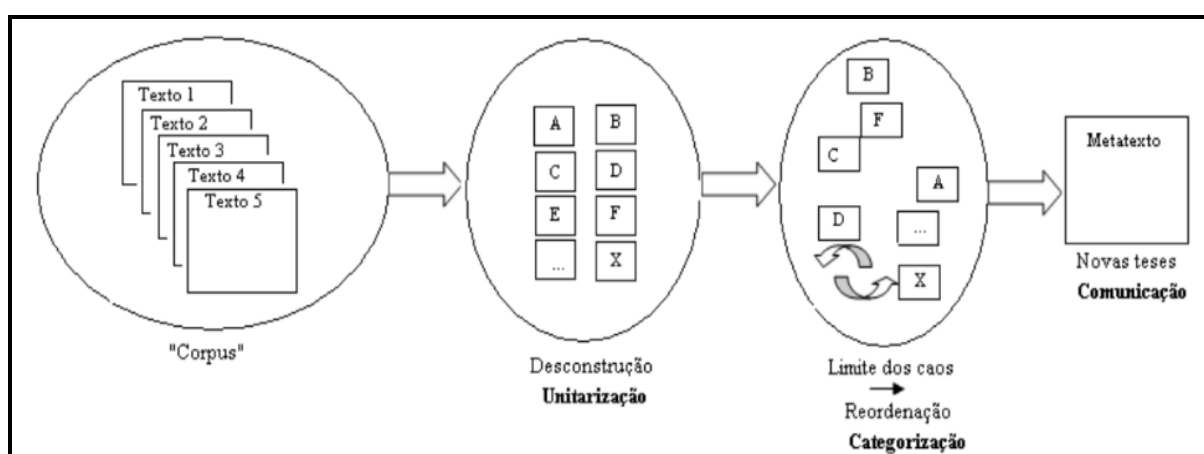 Texto 1
Texto 2
Texto 3
Texto 4
Texto 5
"Corpus"
A B
C D
E F
... X
Desconstrução
Unitarização
B
F
C
A
D
...
X
Limite dos caos
Reordenação
Categorização
Metatexto
Novas teses
Comunicação